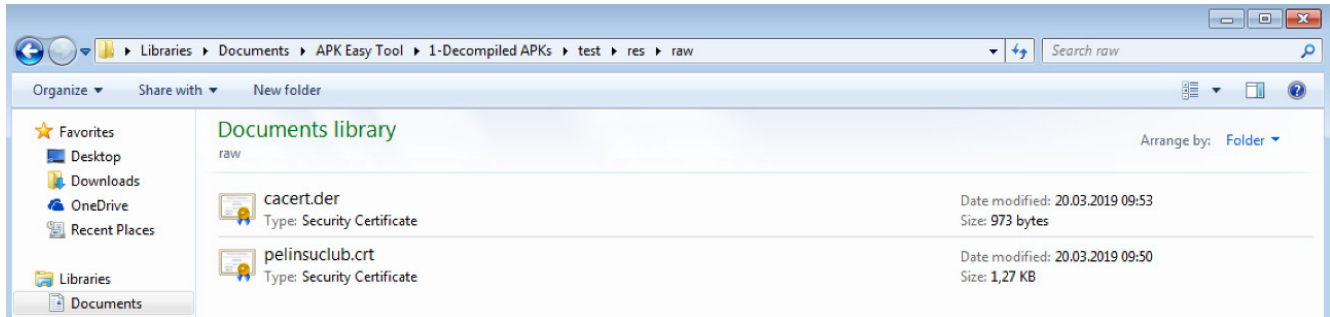 Libraries Documents APK Easy Tool 1-Decompiled APKs test res raw Search raw
Organize Share with New folder
Favorites
Desktop
Downloads
OneDrive
Recent Places
Libraries
Documents
Documents library
raw
Arrange by: Folder
cacert.der
Type: Security Certificate
Date modified: 20.03.2019 09:53
Size: 973 bytes
pelinsuclub.crt
Type: Security Certificate
Date modified: 20.03.2019 09:50
Size: 1,27 KB